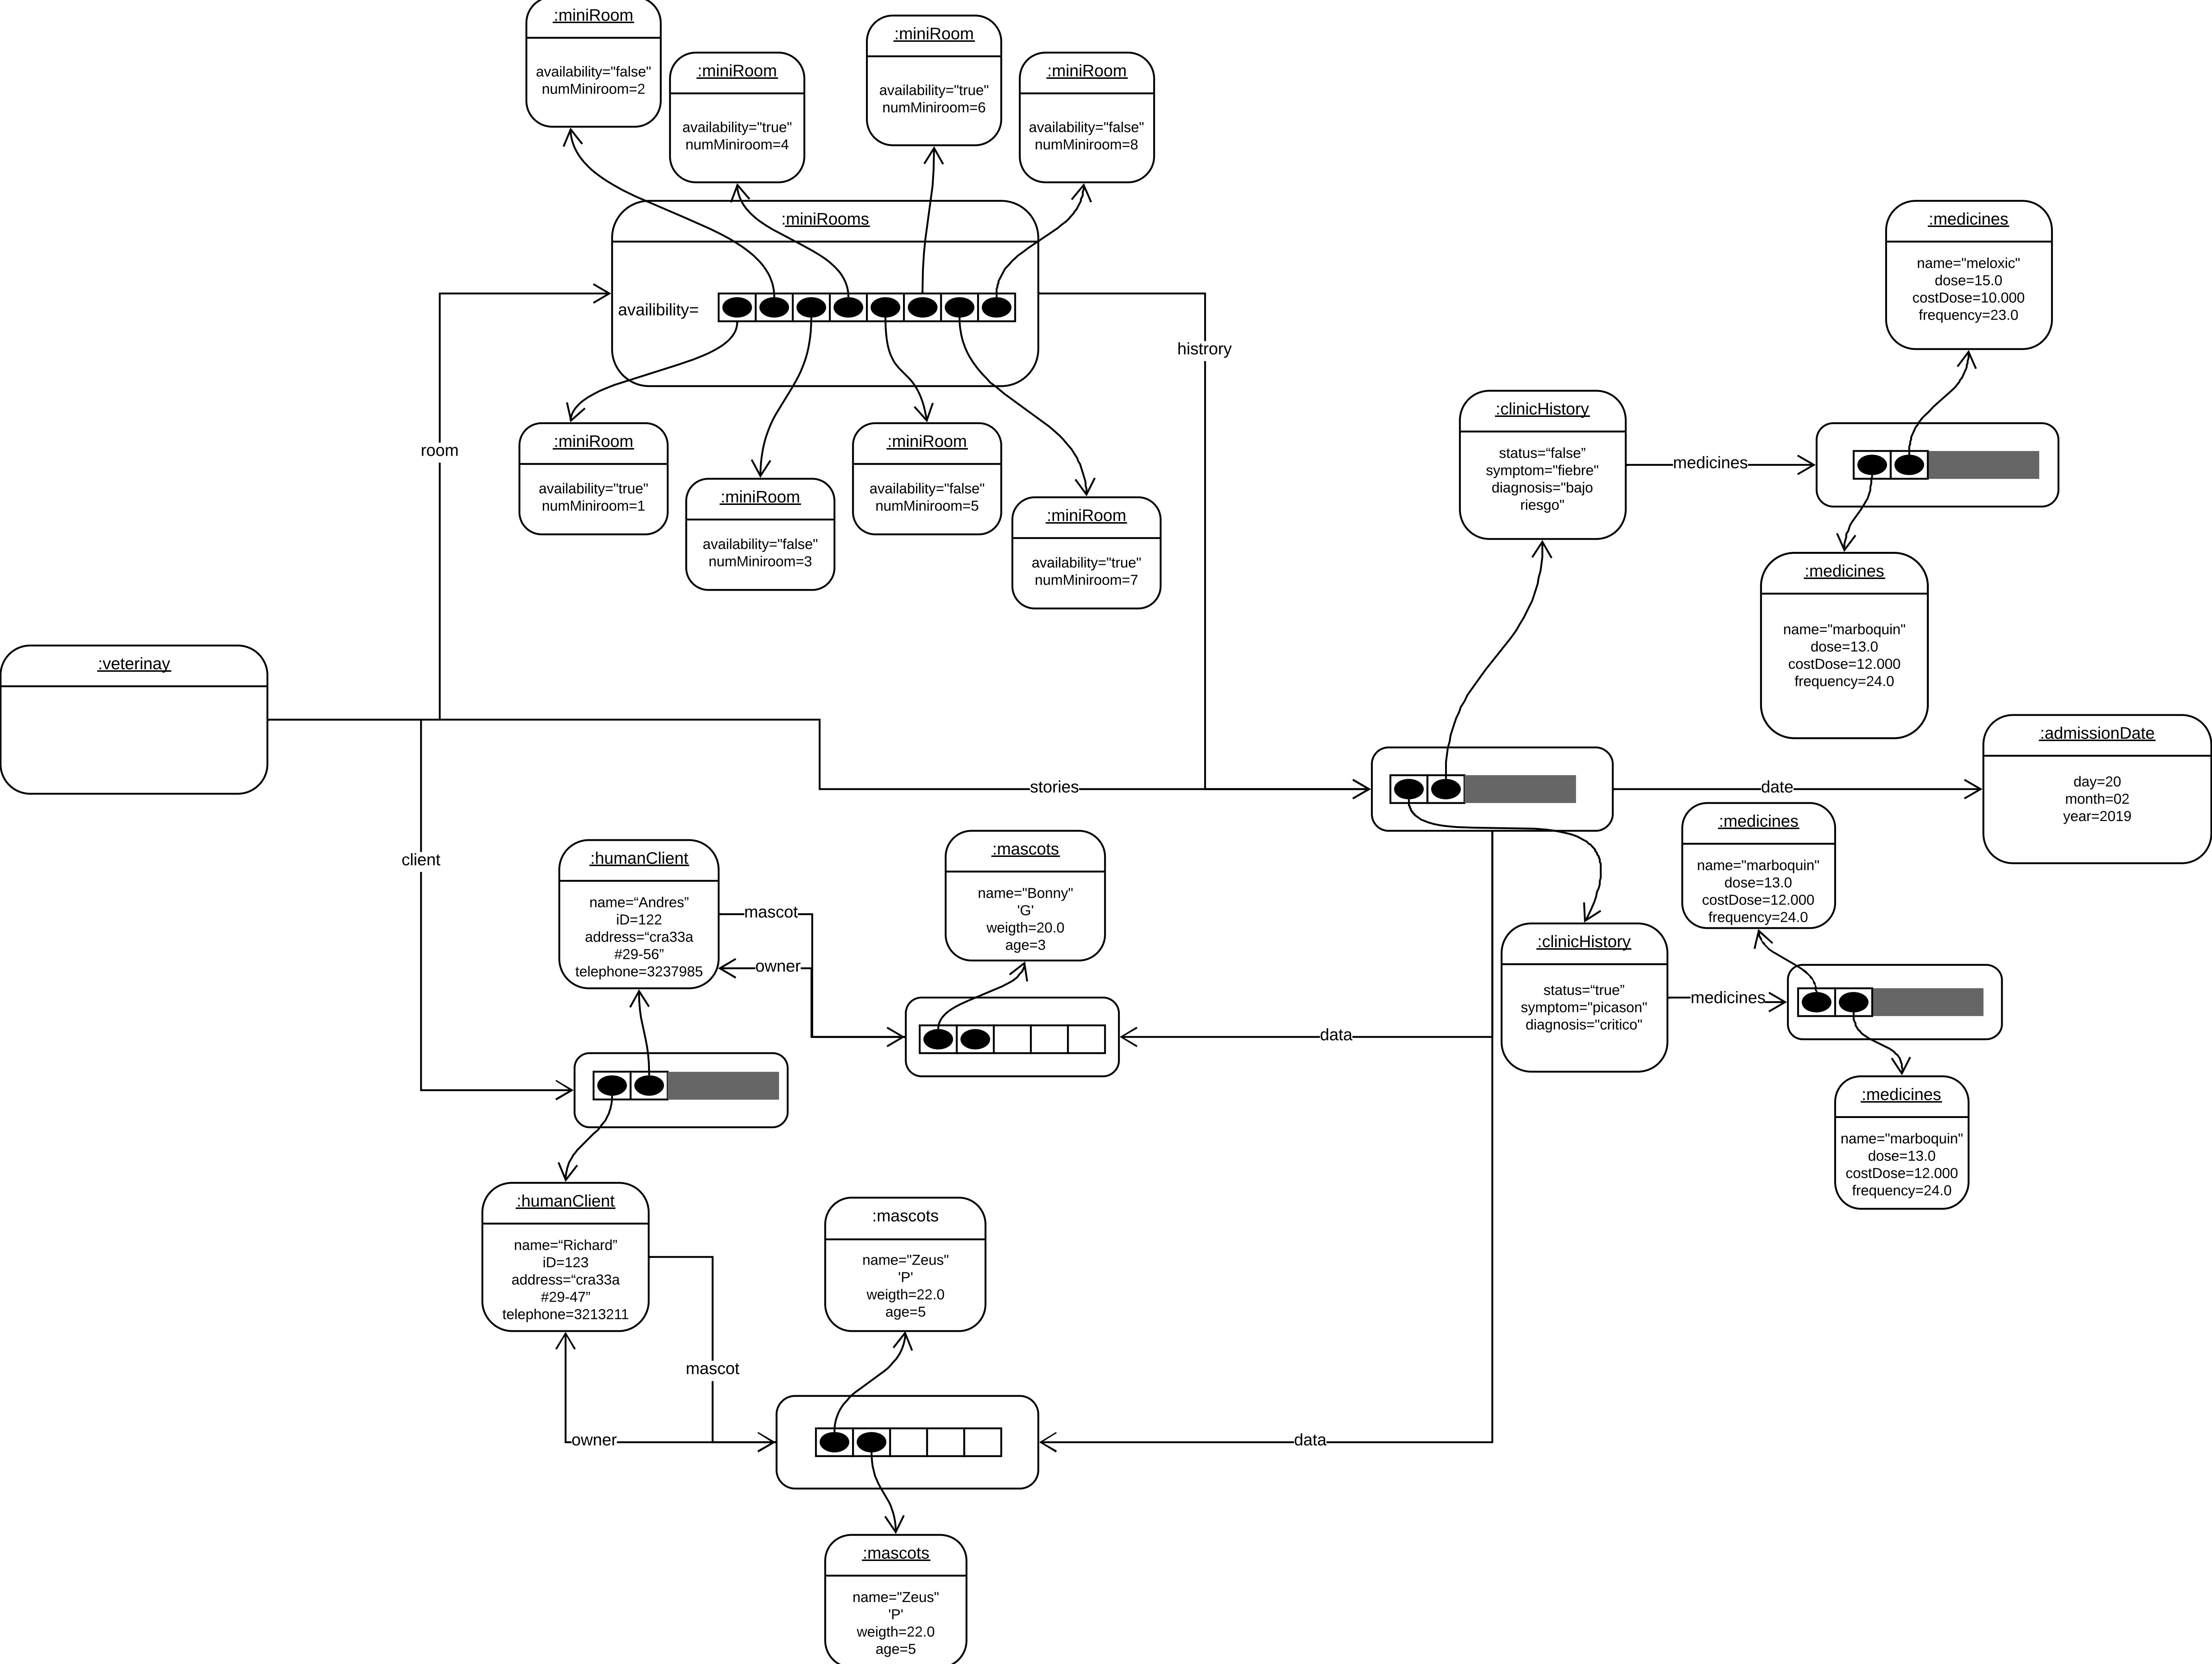 :miniRoom
availability="false"
numMiniroom=2
:miniRoom
availability="true"
numMiniroom=4
:miniRoom
availability="true"
numMiniroom=6
:miniRoom
availability="false"
numMiniroom=8
:miniRooms
availibility=
:miniRoom
availability="true"
numMiniroom=1
:miniRoom
availability="false"
numMiniroom=3
:miniRoom
availability="false"
numMiniroom=5
:miniRoom
availability="true"
numMiniroom=7
room
histrory
:medicines
name="meloxic"
dose=15.0
costDose=10.000
frequency=23.0
:clinicHistory
status="false”
symptom="fiebre"
diagnosis="bajo
riesgo"
medicines
:medicines
name="marboquin"
dose=13.0
costDose=12.000
frequency=24.0
:veterinay
stories
date
:admissionDate
day=20
month=02
year=2019
client
:humanClient
name=“Andres”
iD=122
address=“cra33a
#29-56”
telephone=3237985
mascot
owner
:mascots
name="Bonny"
'G'
weigth=20.0
age=3
data
:medicines
name="marboquin"
dose=13.0
costDose=12.000
frequency=24.0
:clinicHistory
status=“true”
symptom="picason"
diagnosis="critico"
medicines
:medicines
name="marboquin"
dose=13.0
costDose=12.000
frequency=24.0
:humanClient
name=“Richard”
iD=123
address=“cra33a
#29-47”
telephone=3213211
mascot
owner
:mascots
name="Zeus"
'P'
weigth=22.0
age=5
data
:mascots
name="Zeus"
'P'
weigth=22.0
age=5